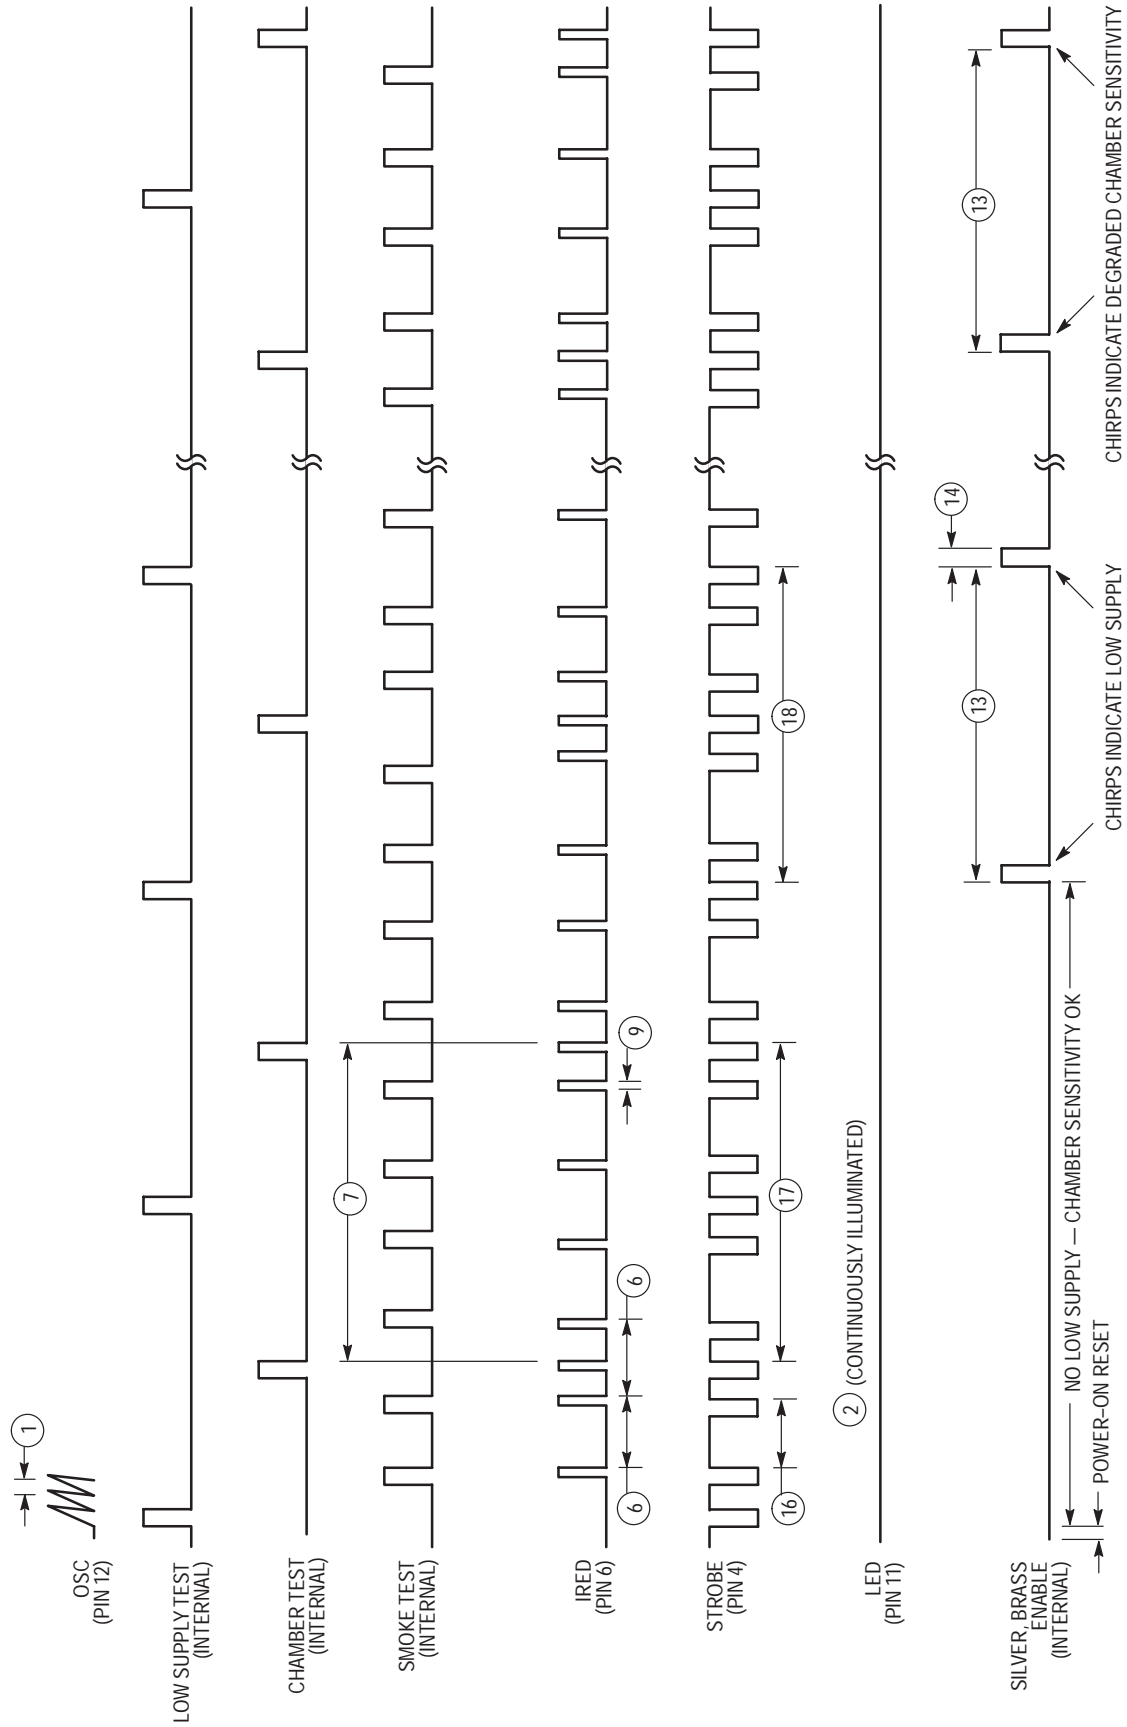 OSC
(PIN 12)
1
LOW SUPPLY TEST
(INTERNAL)
CHAMBER TEST
(INTERNAL)
7
SMOKE TEST
(INTERNAL)
IRED
(PIN 6)
6
6
9
STROBE
(PIN 4)
16
17
18
LED
(PIN 11)
2 (CONTINUOUSLY ILLUMINATED)
SILVER, BRASS
ENABLE
(INTERNAL)
13
14
13
NO LOW SUPPLY — CHAMBER SENSITIVITY OK
POWER–ON RESET
CHIRPS INDICATE LOW SUPPLY
CHIRPS INDICATE DEGRADED CHAMBER SENSITIVITY